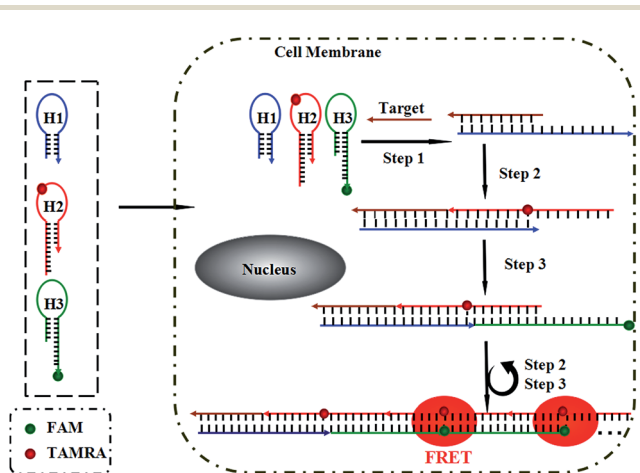 Cell Membrane
H1
H2
H3
H1
H2
H3
Target
Step 1
Step 2
Nucleus
Step 3
Step 2
Step 3
FAM
TAMRA
FRET